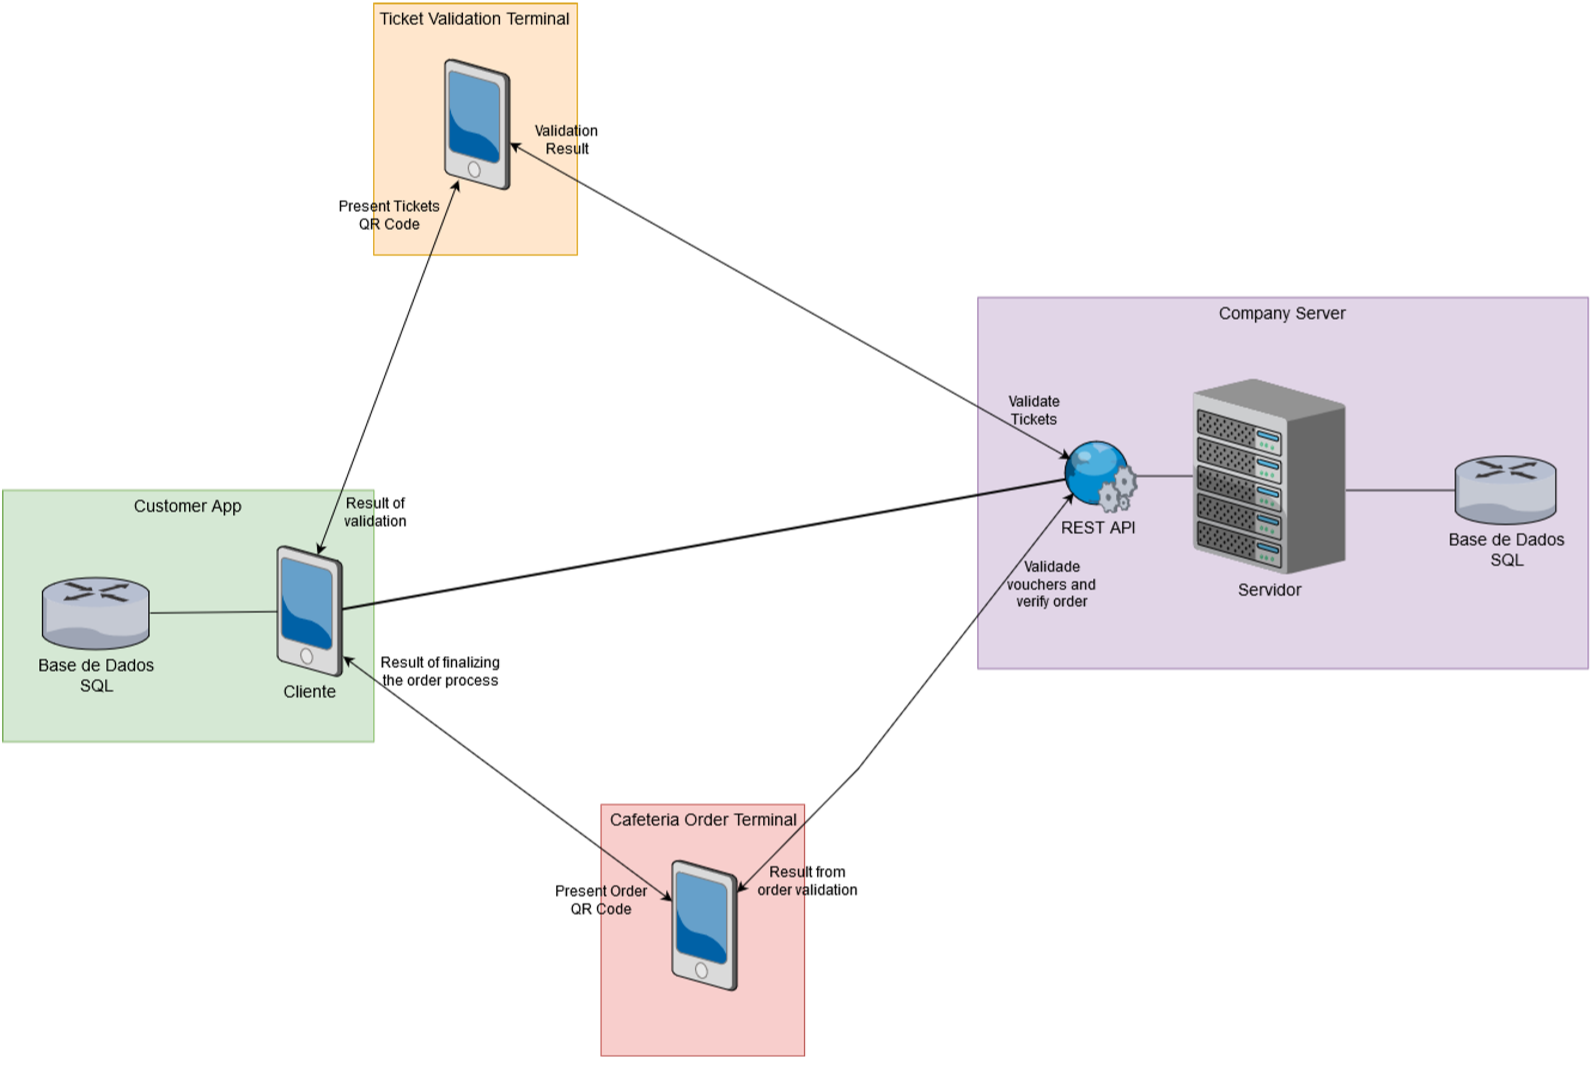 Ticket Validation Terminal
Validation
Result
Present Tickets
QR Code
Company Server
Validate
Tickets
REST API
Servidor
Base de Dados
SQL
Validade
vouchers and
verify order
Customer App
Result of
validation
Base de Dados
SQL
Cliente
Result of finalizing
the order process
Cafeteria Order Terminal
Present Order
QR Code
Result from
order validation